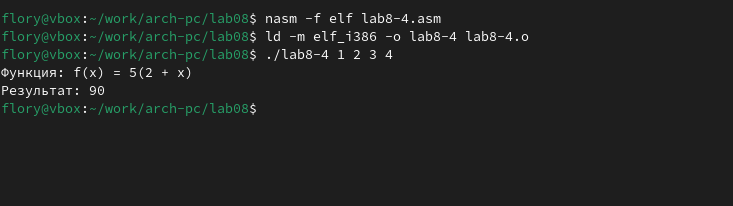 flory@vbox:~/work/arch-pc/lab08$ nasm -f elf lab8-4.asm
flory@vbox:~/work/arch-pc/lab08$ ld -m elf_i386 -o lab8-4 lab8-4.o
flory@vbox:~/work/arch-pc/lab08$ ./lab8-4 1 2 3 4
Функция: f(x) = 5(2 + x)
Результат: 90
flory@vbox:~/work/arch-pc/lab08$